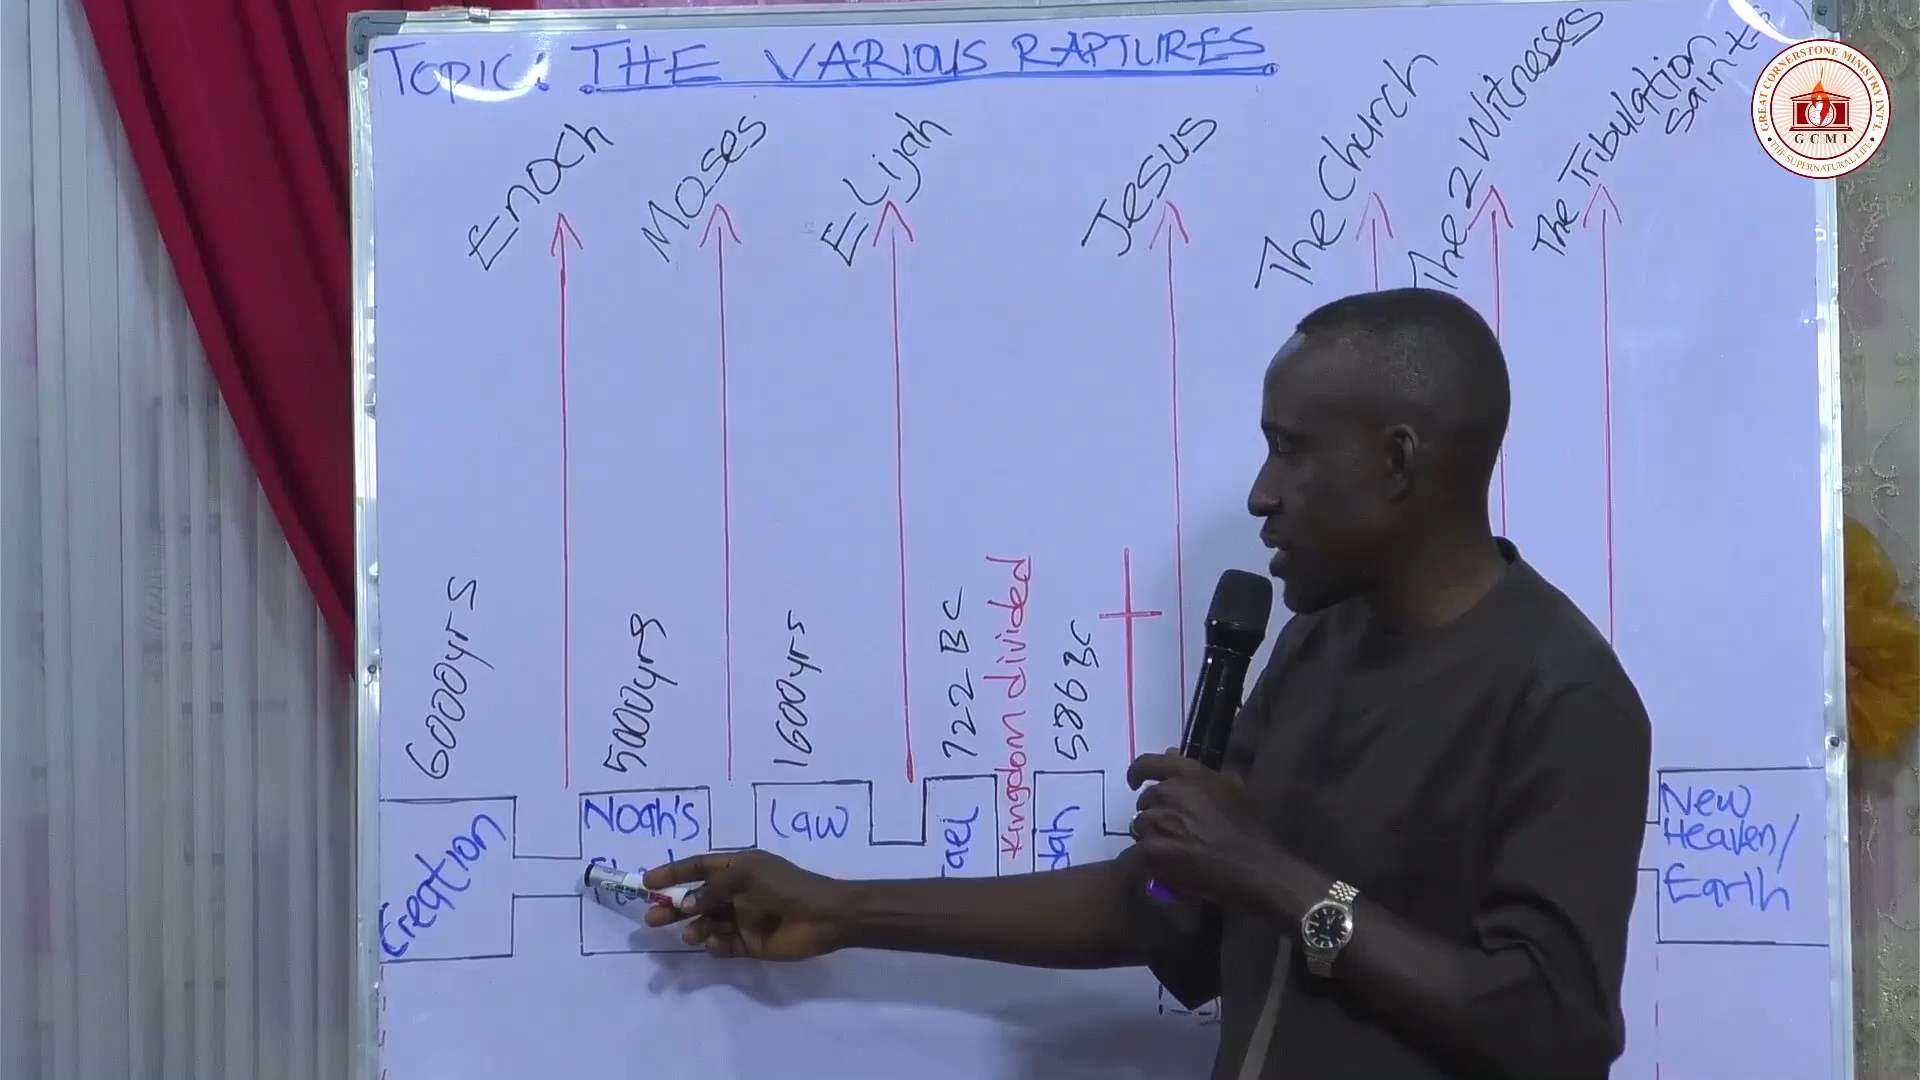 TOPIC: THE VARIOUS RAPTURES
Enoch
Moses
Elijah
Jesus
The Church
The 2 Witnesses
The Tribulation
Saints
6000yrs
5000yrs
1600yrs
722 BC
Kingdom divided
586 BC
Creation
Noah's
Law
New
Heaven/
Earth
GREAT CORNERSTONE MINISTRY INT'L
GCMI
THE SUPERNATURAL LIFE